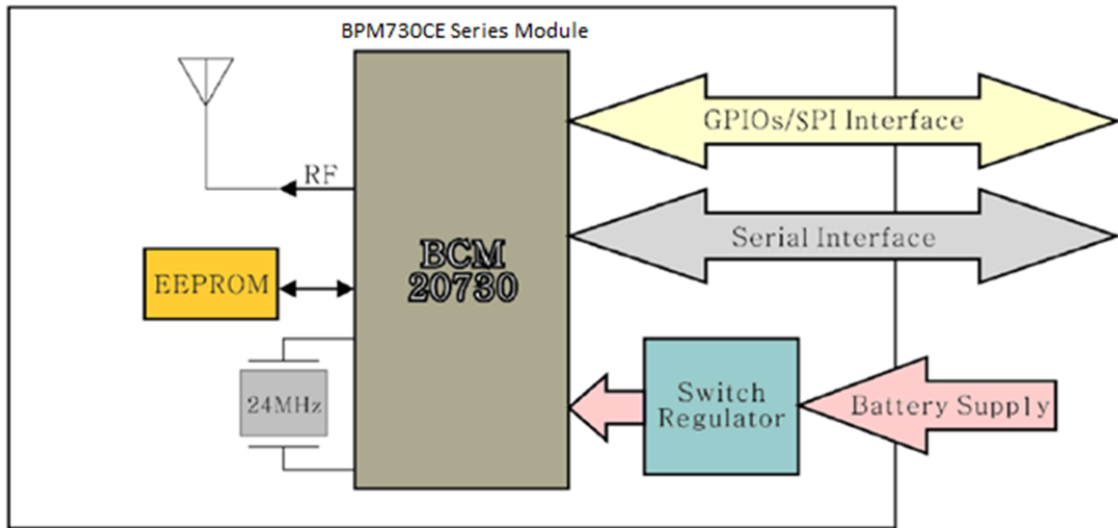 BPM730CE Series Module
GPIOs/SPI Interface
RF
Serial Interface
BCM
20730
EEPROM
24MHz
Switch
Regulator
Battery Supply